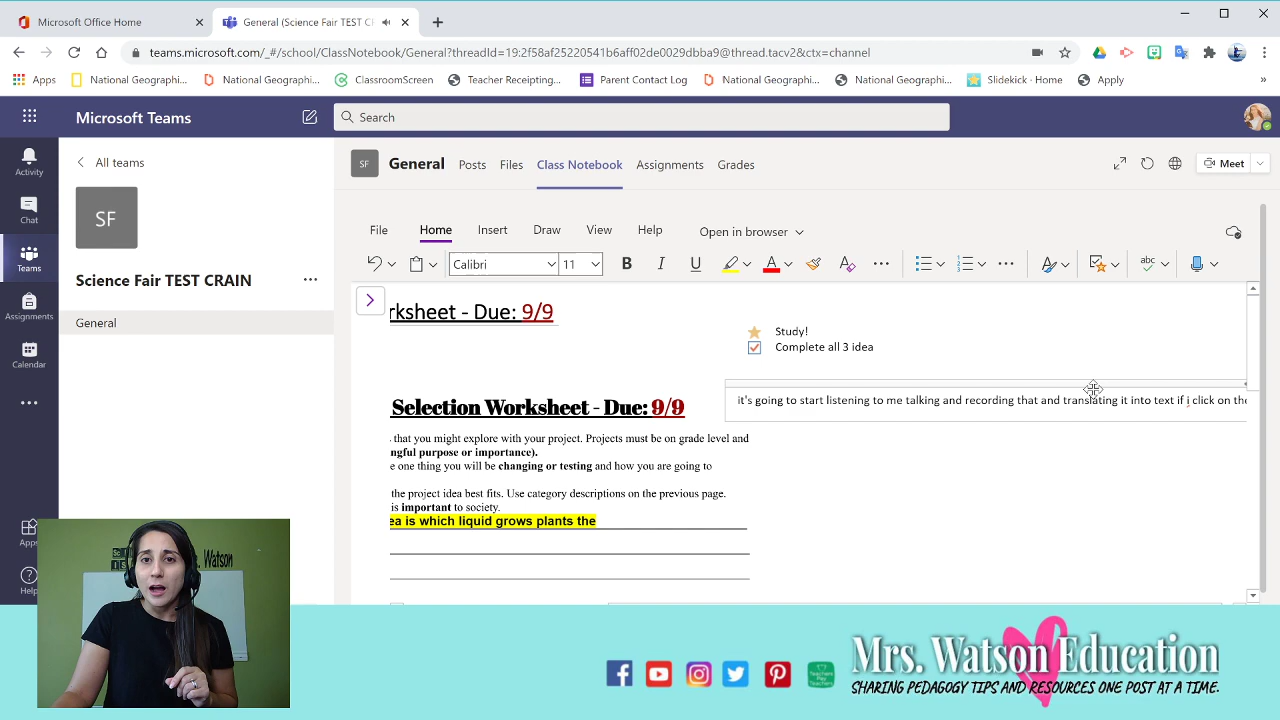 Microsoft Office Home
General (Science Fair TEST C
teams.microsoft.com/_#/school/ClassNotebook/General?threadId=19:2f58af25220541b6aff02de0029dbba9@thread.tacv2&ctx=channel
Apps
National Geographi...
National Geographi...
ClassroomScreen
Teacher Receipting...
Parent Contact Log
National Geographi...
National Geographi...
Slidekick - Home
Apply
Microsoft Teams
Search
Activity
Chat
Teams
Assignments
Calendar
Apps
Help
All teams
SF
Science Fair TEST CRAIN
General
SF
General
Posts
Files
Class Notebook
Assignments
Grades
Meet
File
Home
Insert
Draw
View
Help
Open in browser
Calibri
11
B
I
U
A
abc
rksheet - Due: 9/9
Study!
Complete all 3 idea
it's going to start listening to me talking and recording that and translating it into text if i click on the
Selection Worksheet - Due: 9/9
that you might explore with your project. Projects must be on grade level and
ngful purpose or importance).
e one thing you will be changing or testing and how you are going to
the project idea best fits. Use category descriptions on the previous page.
is important to society.
ea is which liquid grows plants the
Watson
Mrs. Watson Education
SHARING PEDAGOGY TIPS AND RESOURCES ONE POST AT A TIME.